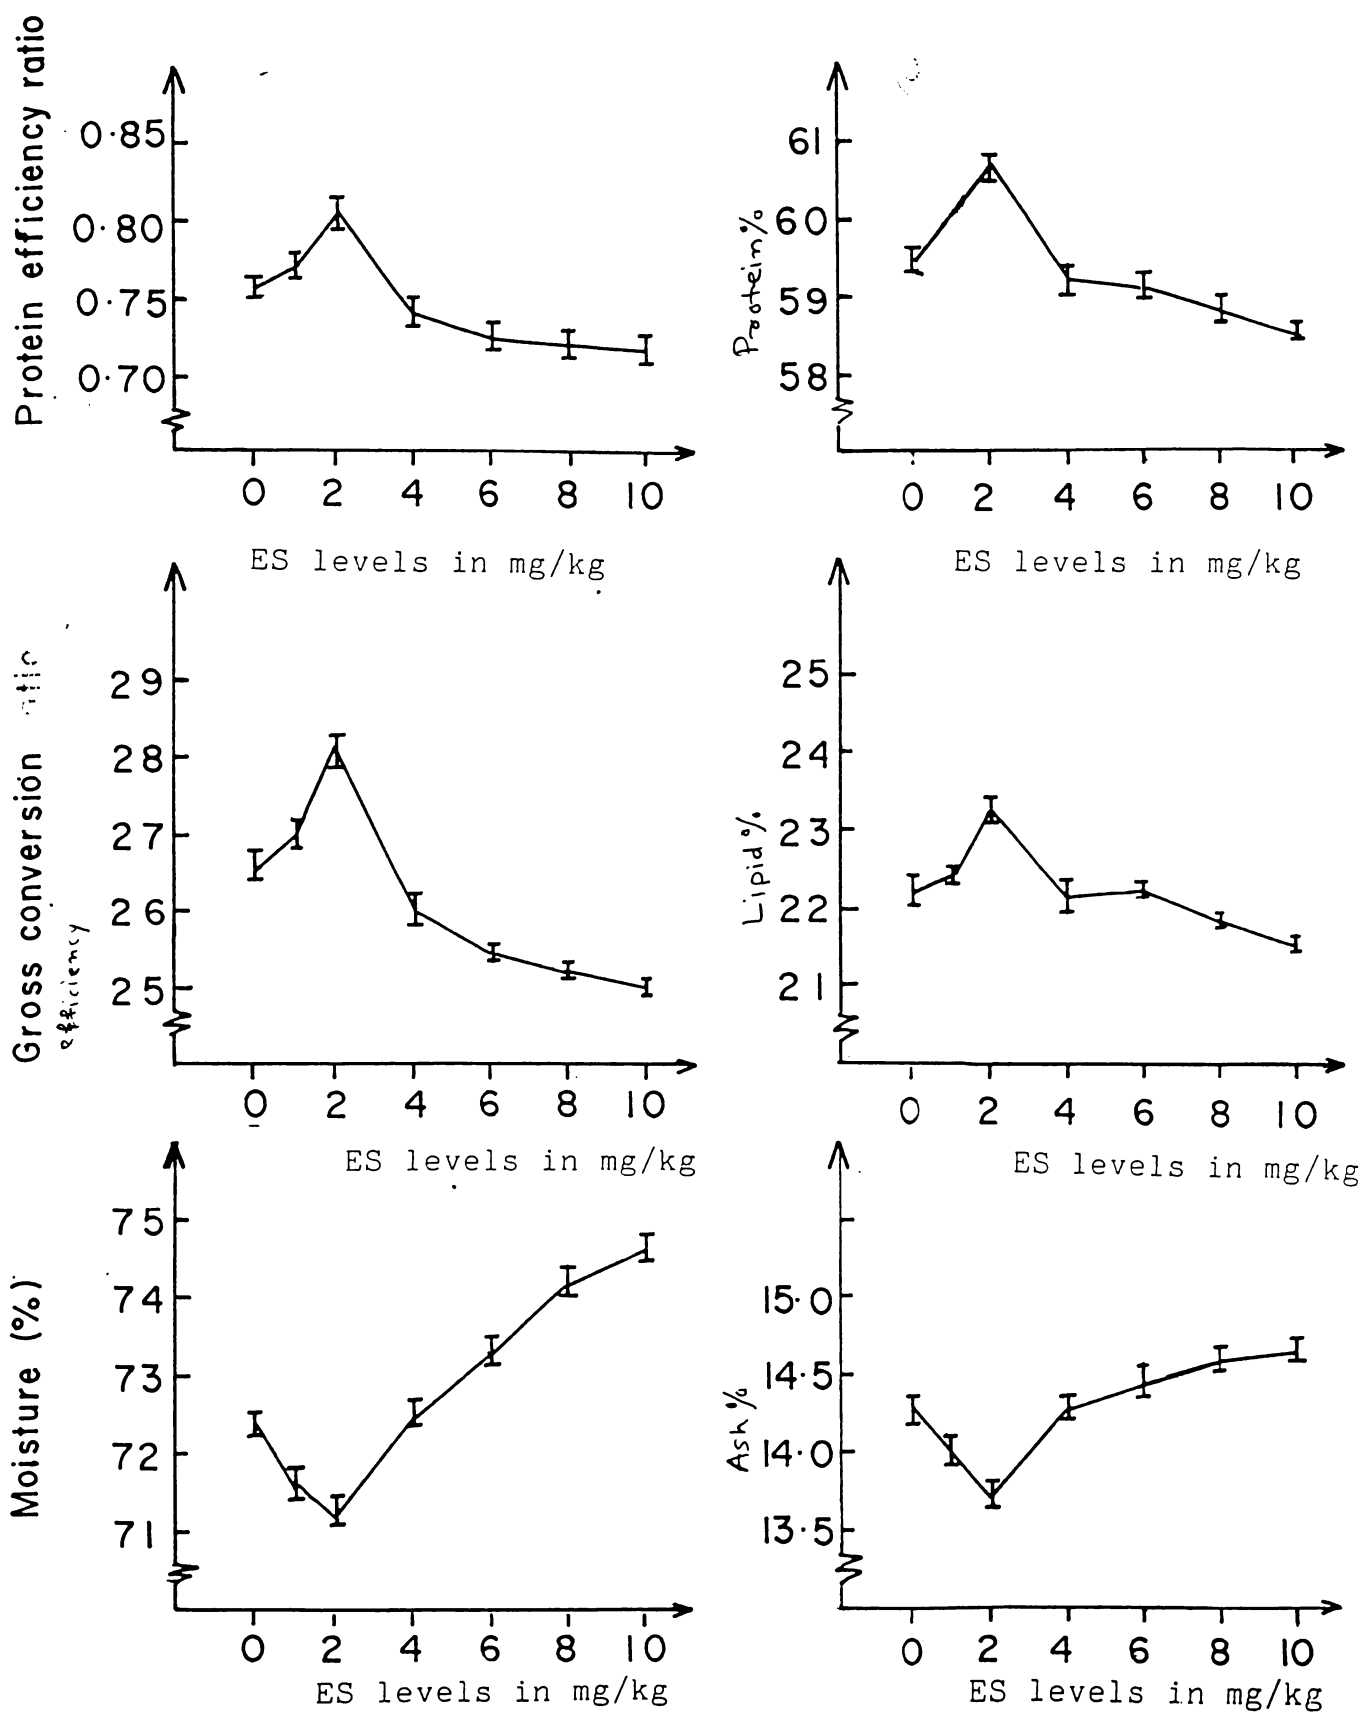 Protein efficiency ratio
0.85
0.80
0.75
0.70
0 2 4 6 8 10
ES levels in mg/kg
Protein%
61
60
59
58
0 2 4 6 8 10
ES levels in mg/kg
Gross conversion
efficiency
29
28
27
26
25
0 2 4 6 8 10
ES levels in mg/kg
Lipid%
25
24
23
22
21
0 2 4 6 8 10
ES levels in mg/kg
Moisture (%)
75
74
73
72
71
0 2 4 6 8 10
ES levels in mg/kg
Ash%
15.0
14.5
14.0
13.5
0 2 4 6 8 10
ES levels in mg/kg